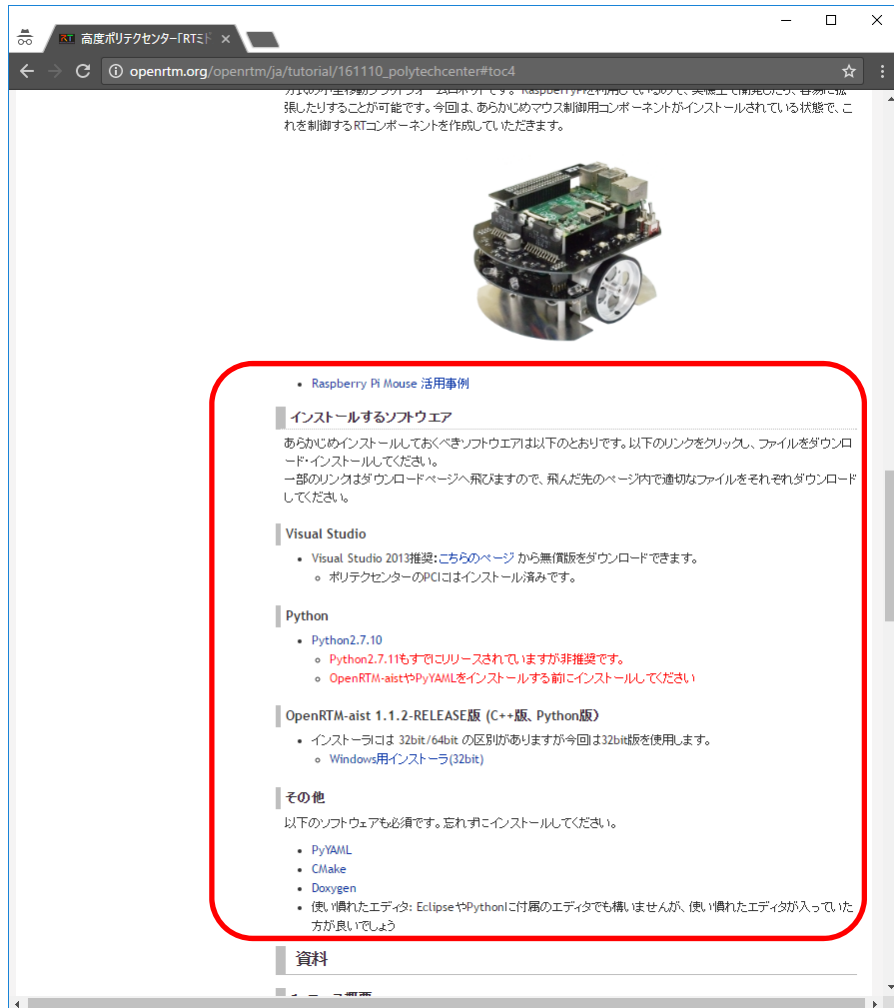 高度ポリテクセンター「RTミド
openrtm.org/openrtm/ja/tutorial/161110_polytechcenter#toc4
張したりすることが可能です。今回は、あらかじめマウス制御用コンポーネントがインストールされている状態で、こ
れを制御するRTコンポーネントを作成していただきます。
Raspberry Pi Mouse 活用事例
インストールするソフトウエア
あらかじめインストールしておくべきソフトウエアは以下のとおりです。以下のリンクをクリックし、ファイルをダウンロ
ード・インストールしてください。
一部のリンクはダウンロードページへ飛びますので、飛んだ先のページ内で適切なファイルをそれぞれダウンロード
してください。
Visual Studio
Visual Studio 2013推奨:こちらのページ から無償版をダウンロードできます。
ポリテクセンターのPCにはインストール済みです。
Python
Python2.7.10
Python2.7.11もすでにリリースされていますが非推奨です。
OpenRTM-aistやPyYAMLをインストールする前にインストールしてください
OpenRTM-aist 1.1.2-RELEASE版 (C++版、Python版)
インストーラには 32bit/64bit の区別がありますが今回は32bit版を使用します。
Windows用インストーラ(32bit)
その他
以下のソフトウェアも必須です。忘れずにインストールしてください。
PyYAML
CMake
Doxygen
使い慣れたエディタ: EclipseやPythonに付属のエディタでも構いませんが、使い慣れたエディタが入っていた
方が良いでしょう
資料